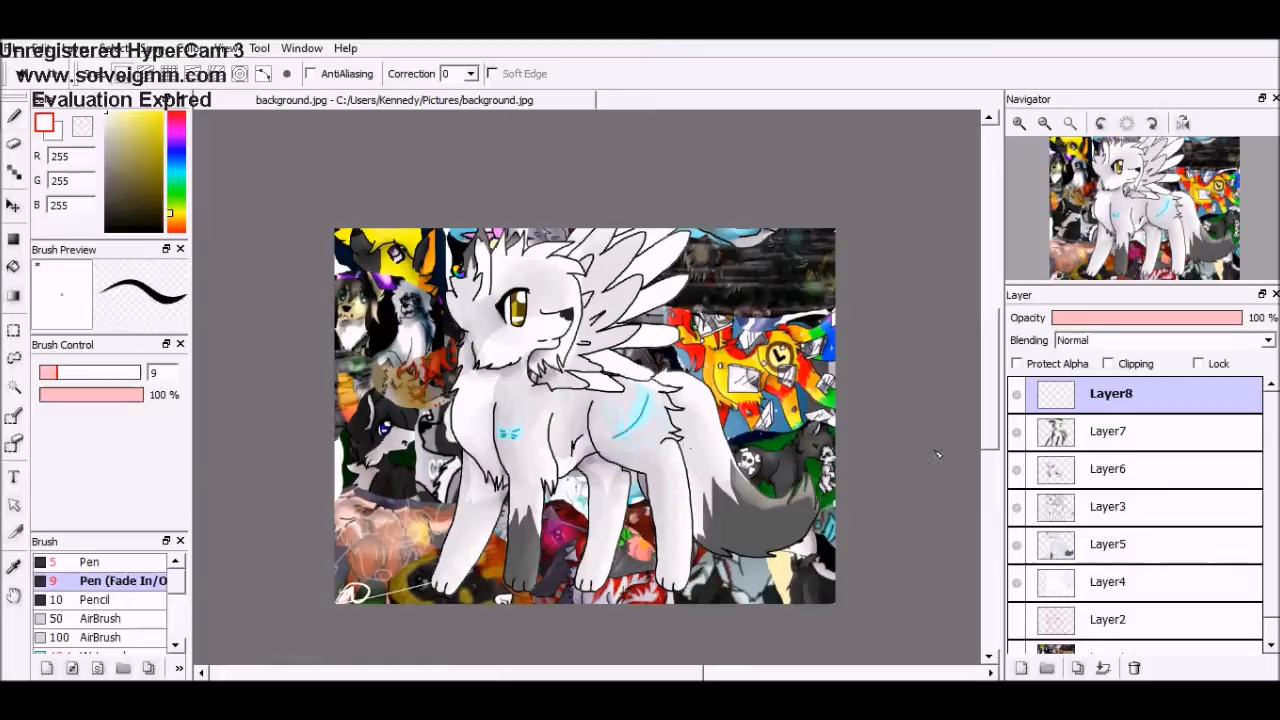 Unregistered HyperCam 3
www.solveigmm.com
Evaluation Expired
Tool Window Help
AntiAliasing Correction 0 Soft Edge
background.jpg - C:/Users/Kennedy/Pictures/background.jpg
R 255
G 255
B 255
Brush Preview
*
Brush Control
9
100 %
Brush
5 Pen
9 Pen (Fade In/O
10 Pencil
50 AirBrush
100 AirBrush
Navigator
Layer
Opacity 100 %
Blending Normal
Protect Alpha Clipping Lock
Layer8
Layer7
Layer6
Layer3
Layer5
Layer4
Layer2